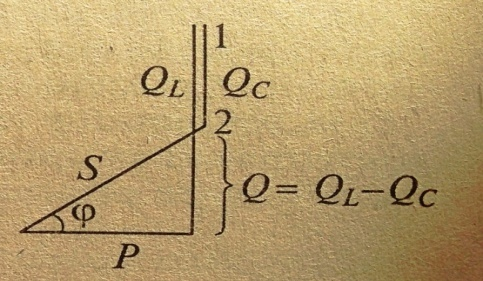 1
Q_L Q_C
2
S
Q = Q_L−Q_C
φ
P